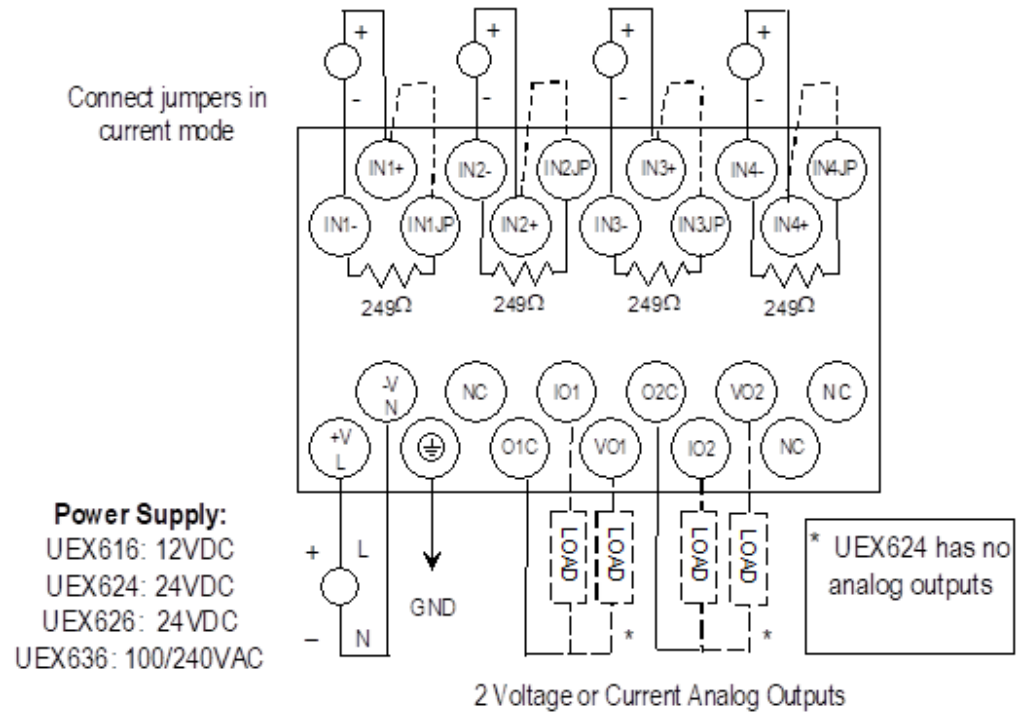 + + + +
Connect jumpers in
current mode
- - - -
IN1+ IN2- IN2JP IN3+ IN4- IN4JP
IN1- IN1JP IN2+ IN3- IN3JP IN4+
249Ω 249Ω 249Ω 249Ω
-V
N
NC IO1 O2C VO2 NC
+V
L
O1C VO1 IO2 NC
Power Supply:
UEX616: 12VDC
UEX624: 24VDC
UEX626: 24VDC
UEX636: 100/240VAC
+ L
– N
GND
LOAD LOAD LOAD LOAD
* *
* UEX624 has no
analog outputs
2 Voltage or Current Analog Outputs